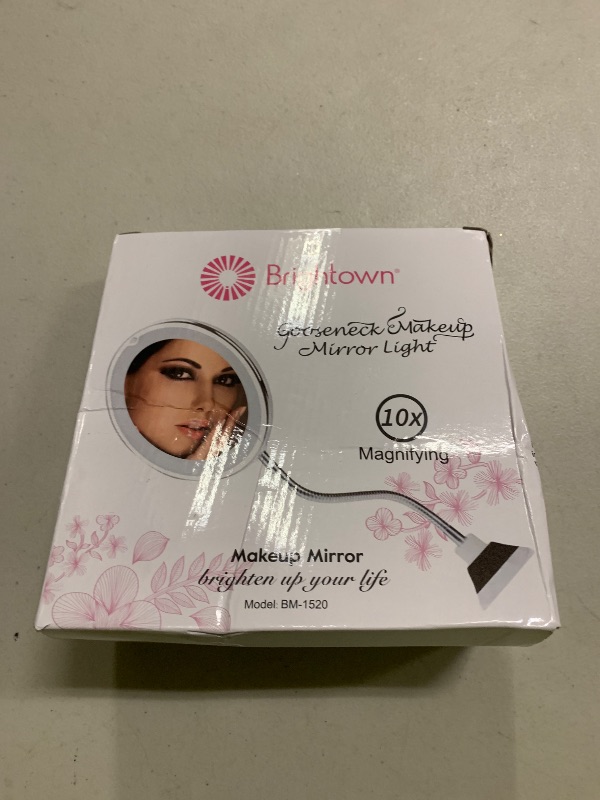 Brightown®
Gooseneck Makeup
Mirror Light
10x
Magnifying
Makeup Mirror
brighten up your life
Model: BM-1520